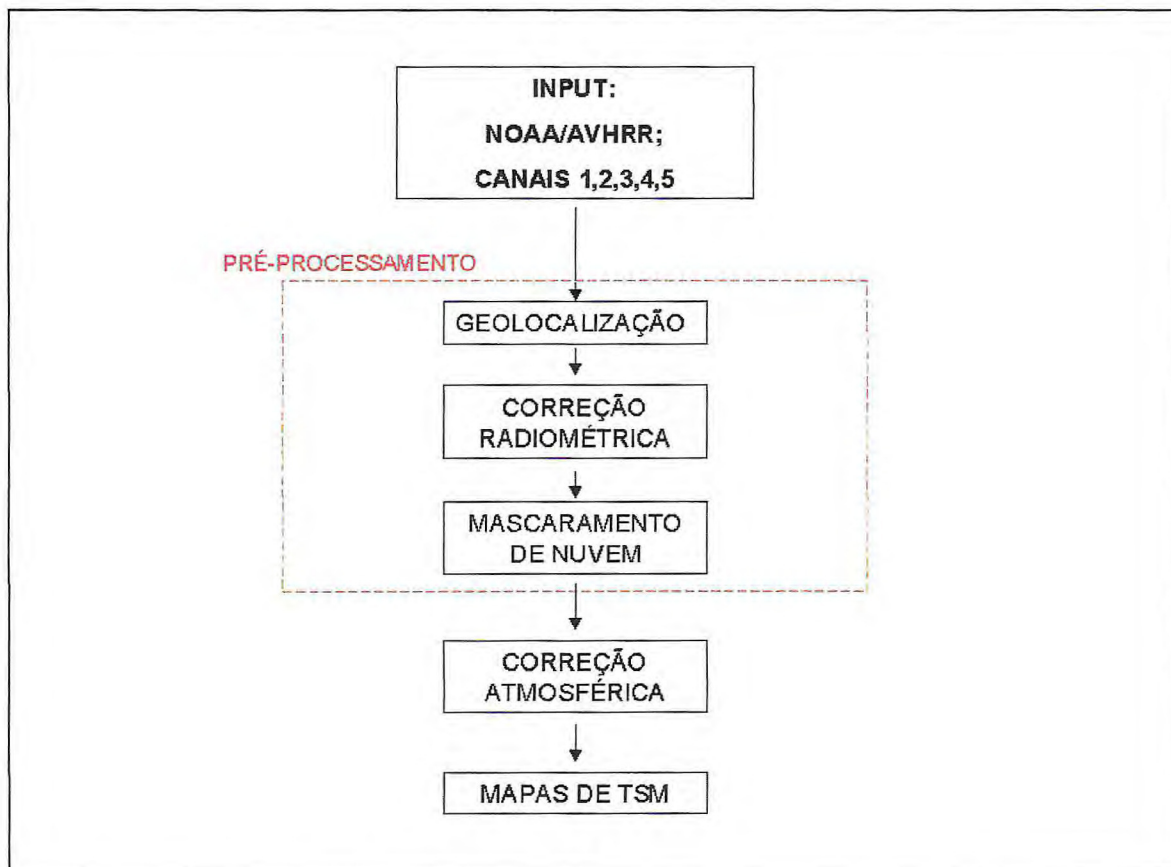 INPUT:
NOAA/AVHRR;
CANAIS 1,2,3,4,5
PRÉ-PROCESSAMENTO
GEOLOCALIZAÇÃO
CORREÇÃO
RADIOMÉTRICA
MASCARAMENTO
DE NUVEM
CORREÇÃO
ATMOSFÉRICA
MAPAS DE TSM